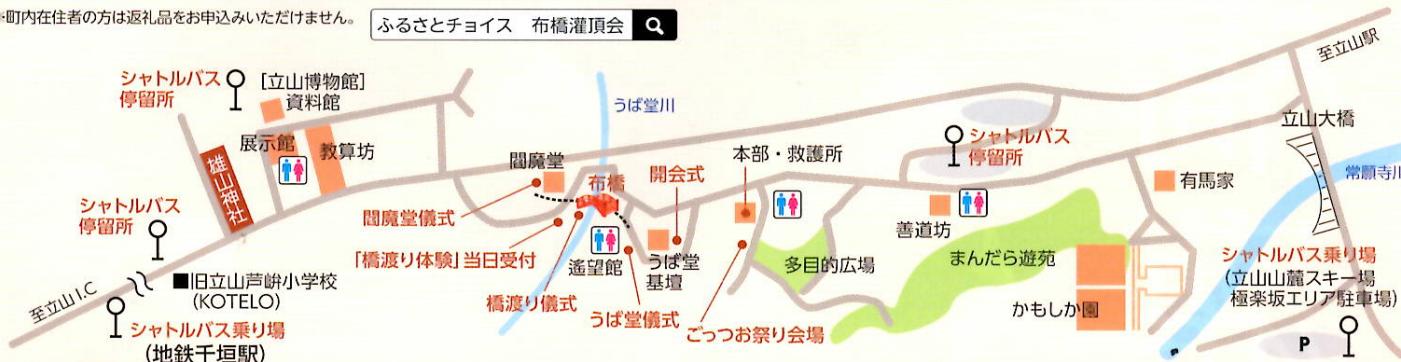 ※町内在住者の方は返礼品をお申込みいただけません。
ふるさとチョイス 布橋灌頂会
シャトルバス
停留所
[立山博物館]
資料館
展示館
教算坊
雄山神社
シャトルバス
停留所
至立山I.C
■旧立山芦峅小学校
(KOTELO)
シャトルバス乗り場
(地鉄千垣駅)
うば堂川
閻魔堂
布橋
閻魔堂儀式
「橋渡り体験」当日受付
橋渡り儀式
遙望館
うば堂儀式
開会式
うば堂
基壇
本部・救護所
ごっつお祭り会場
多目的広場
シャトルバス
停留所
善道坊
まんだら遊苑
かもしか園
有馬家
至立山駅
立山大橋
常願寺川
シャトルバス乗り場
(立山山麓スキー場
極楽坂エリア駐車場)
P